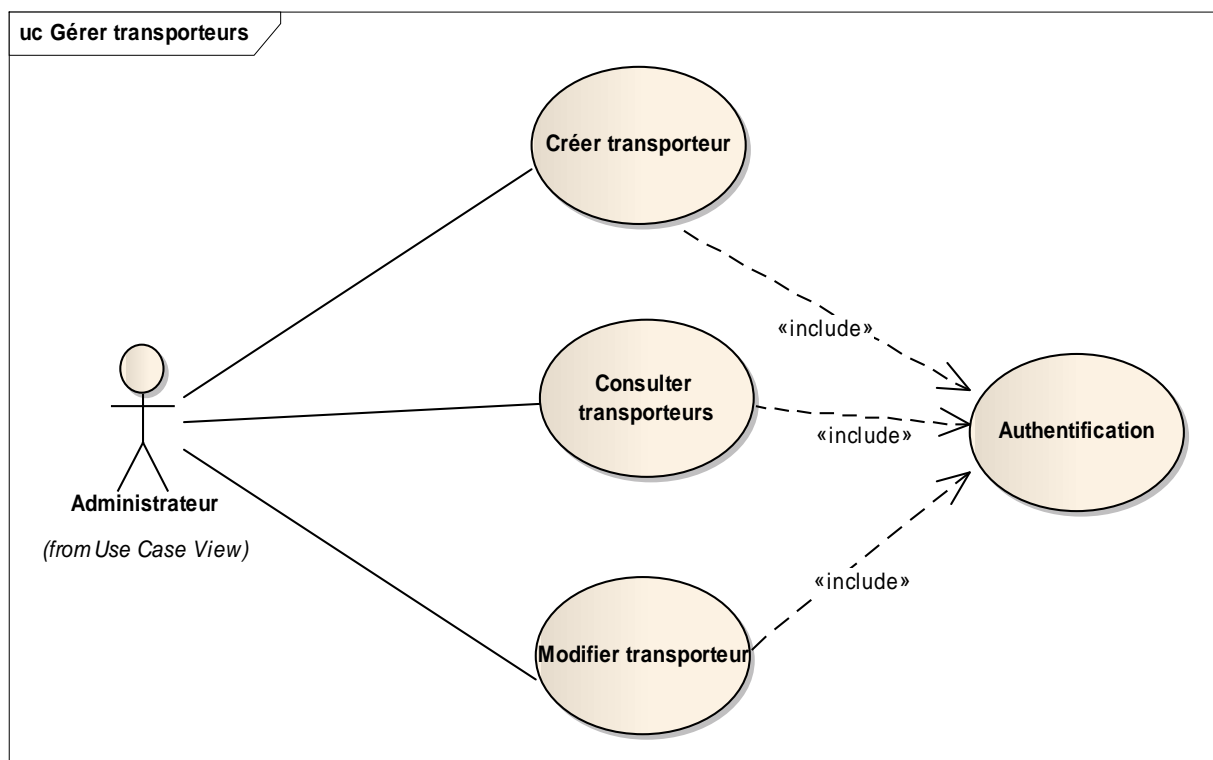 uc Gérer transporteurs
Créer transporteur
«include»
Consulter
transporteurs
«include»
Authentification
Administrateur
(from Use Case View)
«include»
Modifier transporteur